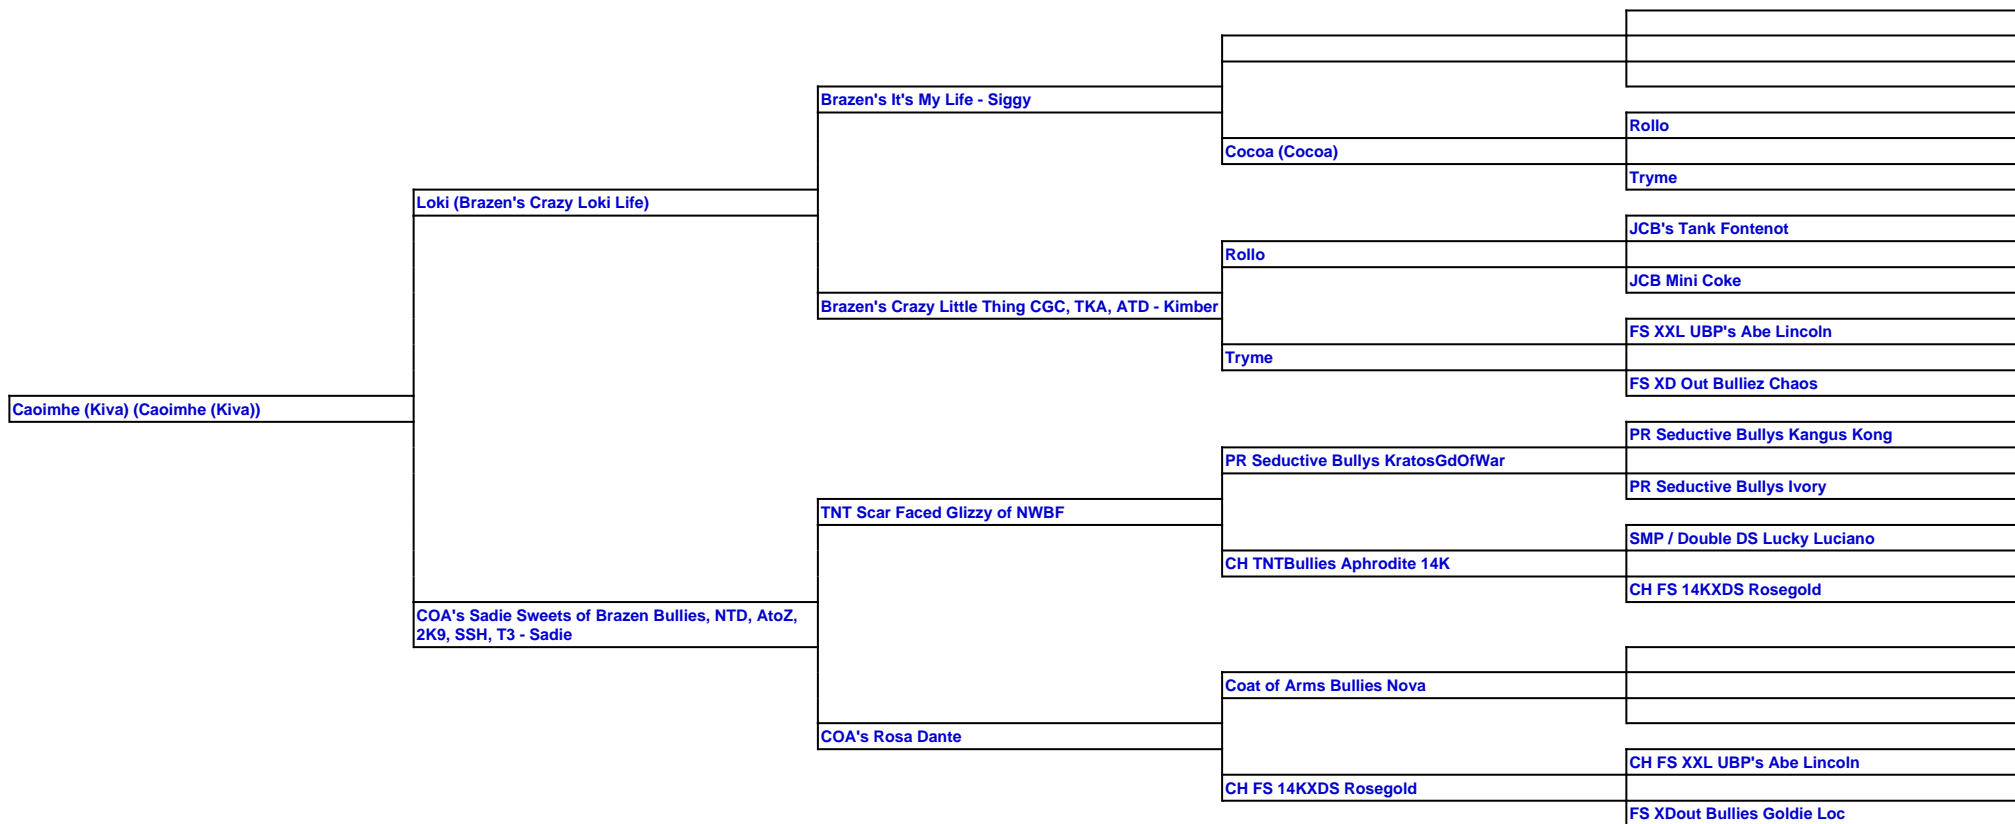 Brazen's It's My Life - Siggy
Rollo
Cocoa (Cocoa)
Tryme
Loki (Brazen's Crazy Loki Life)
JCB's Tank Fontenot
Rollo
JCB Mini Coke
Brazen's Crazy Little Thing CGC, TKA, ATD - Kimber
FS XXL UBP's Abe Lincoln
Tryme
FS XD Out Bulliez Chaos
Caoimhe (Kiva) (Caoimhe (Kiva))
PR Seductive Bullys Kangus Kong
PR Seductive Bullys KratosGdOfWar
PR Seductive Bullys Ivory
TNT Scar Faced Glizzy of NWBF
SMP / Double DS Lucky Luciano
CH TNTBullies Aphrodite 14K
CH FS 14KXDS Rosegold
COA's Sadie Sweets of Brazen Bullies, NTD, AtoZ,
2K9, SSH, T3 - Sadie
Coat of Arms Bullies Nova
COA's Rosa Dante
CH FS XXL UBP's Abe Lincoln
CH FS 14KXDS Rosegold
FS XDout Bullies Goldie Loc